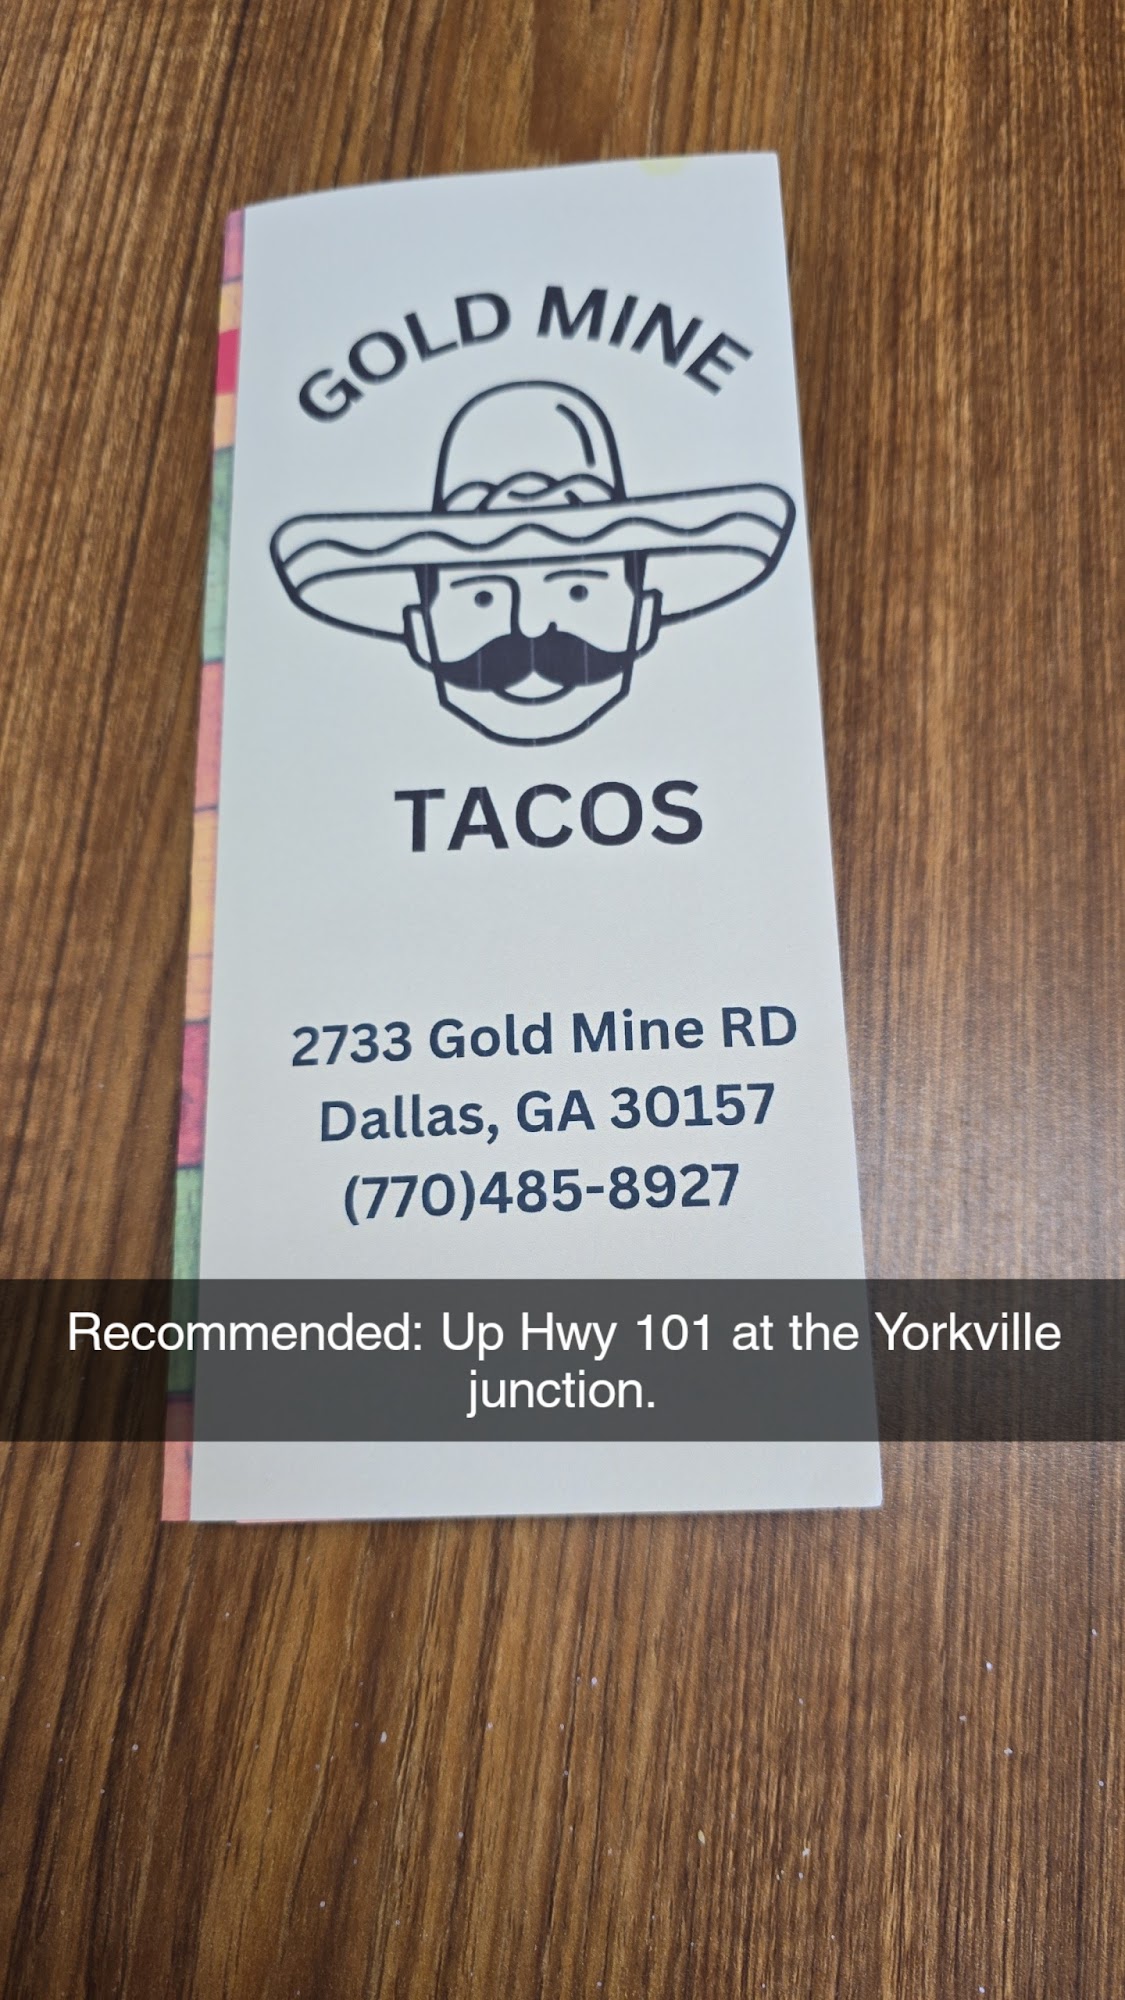 GOLD MINE
TACOS
2733 Gold Mine RD
Dallas, GA 30157
(770)485-8927
Recommended: Up Hwy 101 at the Yorkville
junction.